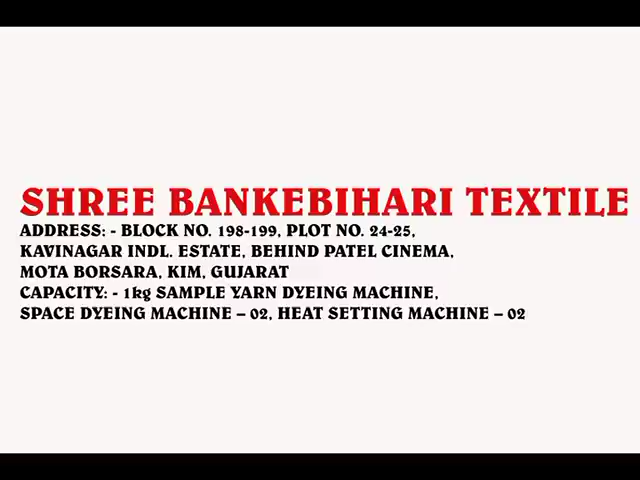 SHREE BANKEBIHARI TEXTILE
ADDRESS: - BLOCK NO. 198-199, PLOT NO. 24-25,
KAVINAGAR INDL. ESTATE, BEHIND PATEL CINEMA,
MOTA BORSARA, KIM, GUJARAT
CAPACITY: - 1kg SAMPLE YARN DYEING MACHINE,
SPACE DYEING MACHINE – 02, HEAT SETTING MACHINE – 02